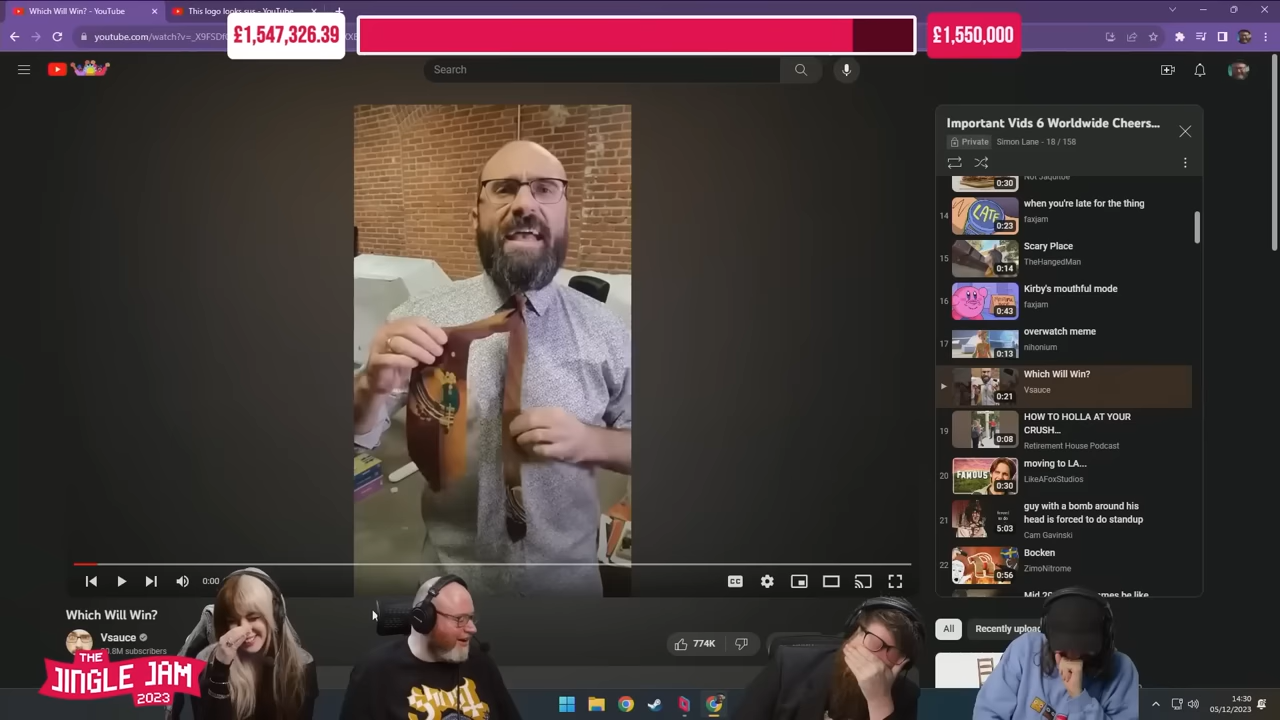 Which Will Win? - YouTube
This logo looks sus - YouTube
£1,547,326.39
£1,550,000
Search
Important Vids 6 Worldwide Cheers...
Private Simon Lane - 18 / 158
0:30
14
when you're late for the thing
faxjam
LATE
0:23
15
Scary Place
TheHangedMan
0:14
16
Kirby's mouthful mode
faxjam
0:43
17
overwatch meme
nihonium
0:13
Which Will Win?
Vsauce
0:21
19
HOW TO HOLLA AT YOUR
CRUSH...
Retirement House Podcast
0:08
20
moving to LA...
LikeAFoxStudios
FAMOUS
0:30
21
guy with a bomb around his
head is forced to do standup
Cam Gavinski
5:03
22
Bocken
ZimoNitrome
0:56
CC
0:00
Which Will Win?
Vsauce
subscribers
774K
All
THE
JINGLE JAM
2023
14:30
05/12/2023